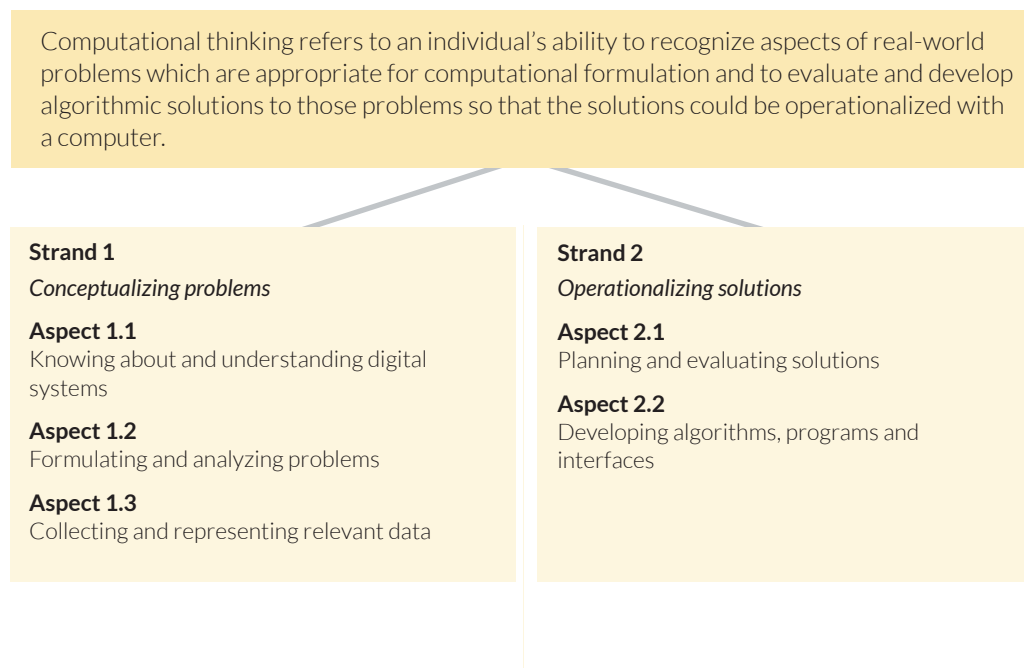 Computational thinking refers to an individual’s ability to recognize aspects of real-world
problems which are appropriate for computational formulation and to evaluate and develop
algorithmic solutions to those problems so that the solutions could be operationalized with
a computer.
Strand 1
Conceptualizing problems
Aspect 1.1
Knowing about and understanding digital
systems
Aspect 1.2
Formulating and analyzing problems
Aspect 1.3
Collecting and representing relevant data
Strand 2
Operationalizing solutions
Aspect 2.1
Planning and evaluating solutions
Aspect 2.2
Developing algorithms, programs and
interfaces